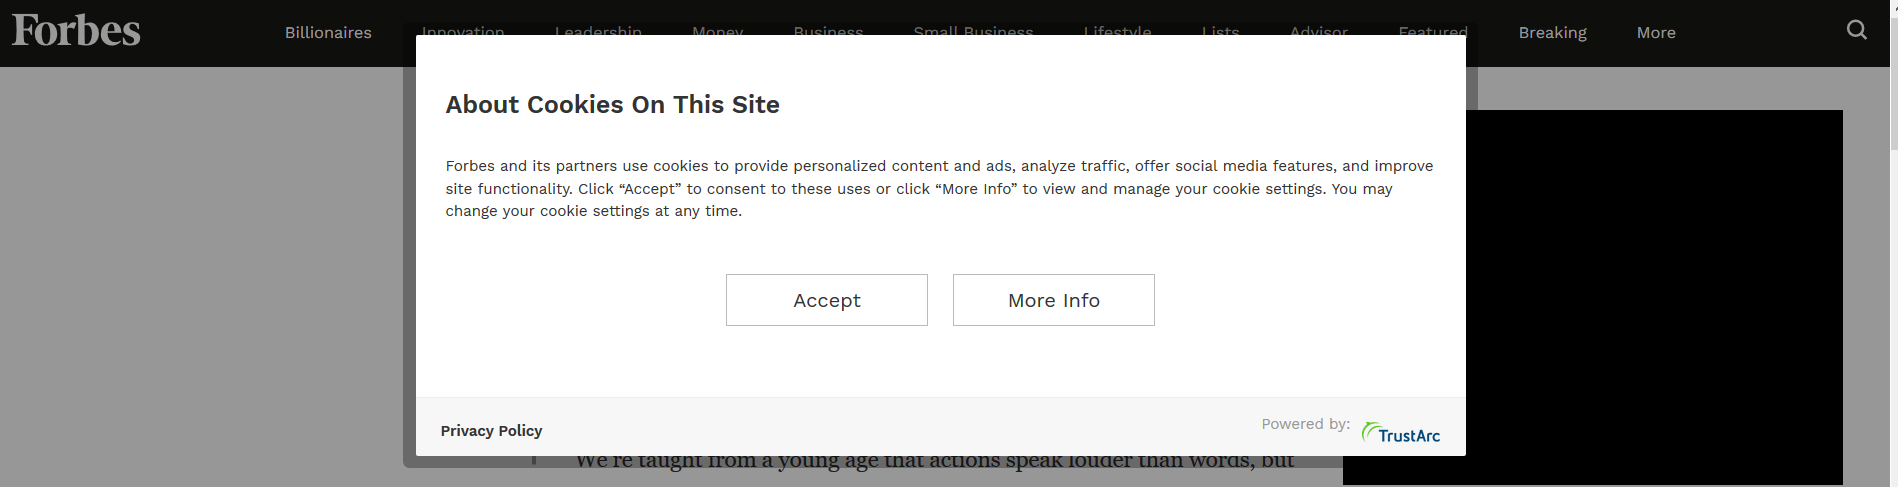 Forbes
Billionaires Innovation Leadership Money Business Small Business Lifestyle Lists Advisor Featured Breaking More
About Cookies On This Site
Forbes and its partners use cookies to provide personalized content and ads, analyze traffic, offer social media features, and improve
site functionality. Click “Accept” to consent to these uses or click “More Info” to view and manage your cookie settings. You may
change your cookie settings at any time.
Accept More Info
Privacy Policy Powered by: TrustArc
We're taught from a young age that actions speak louder than words, but